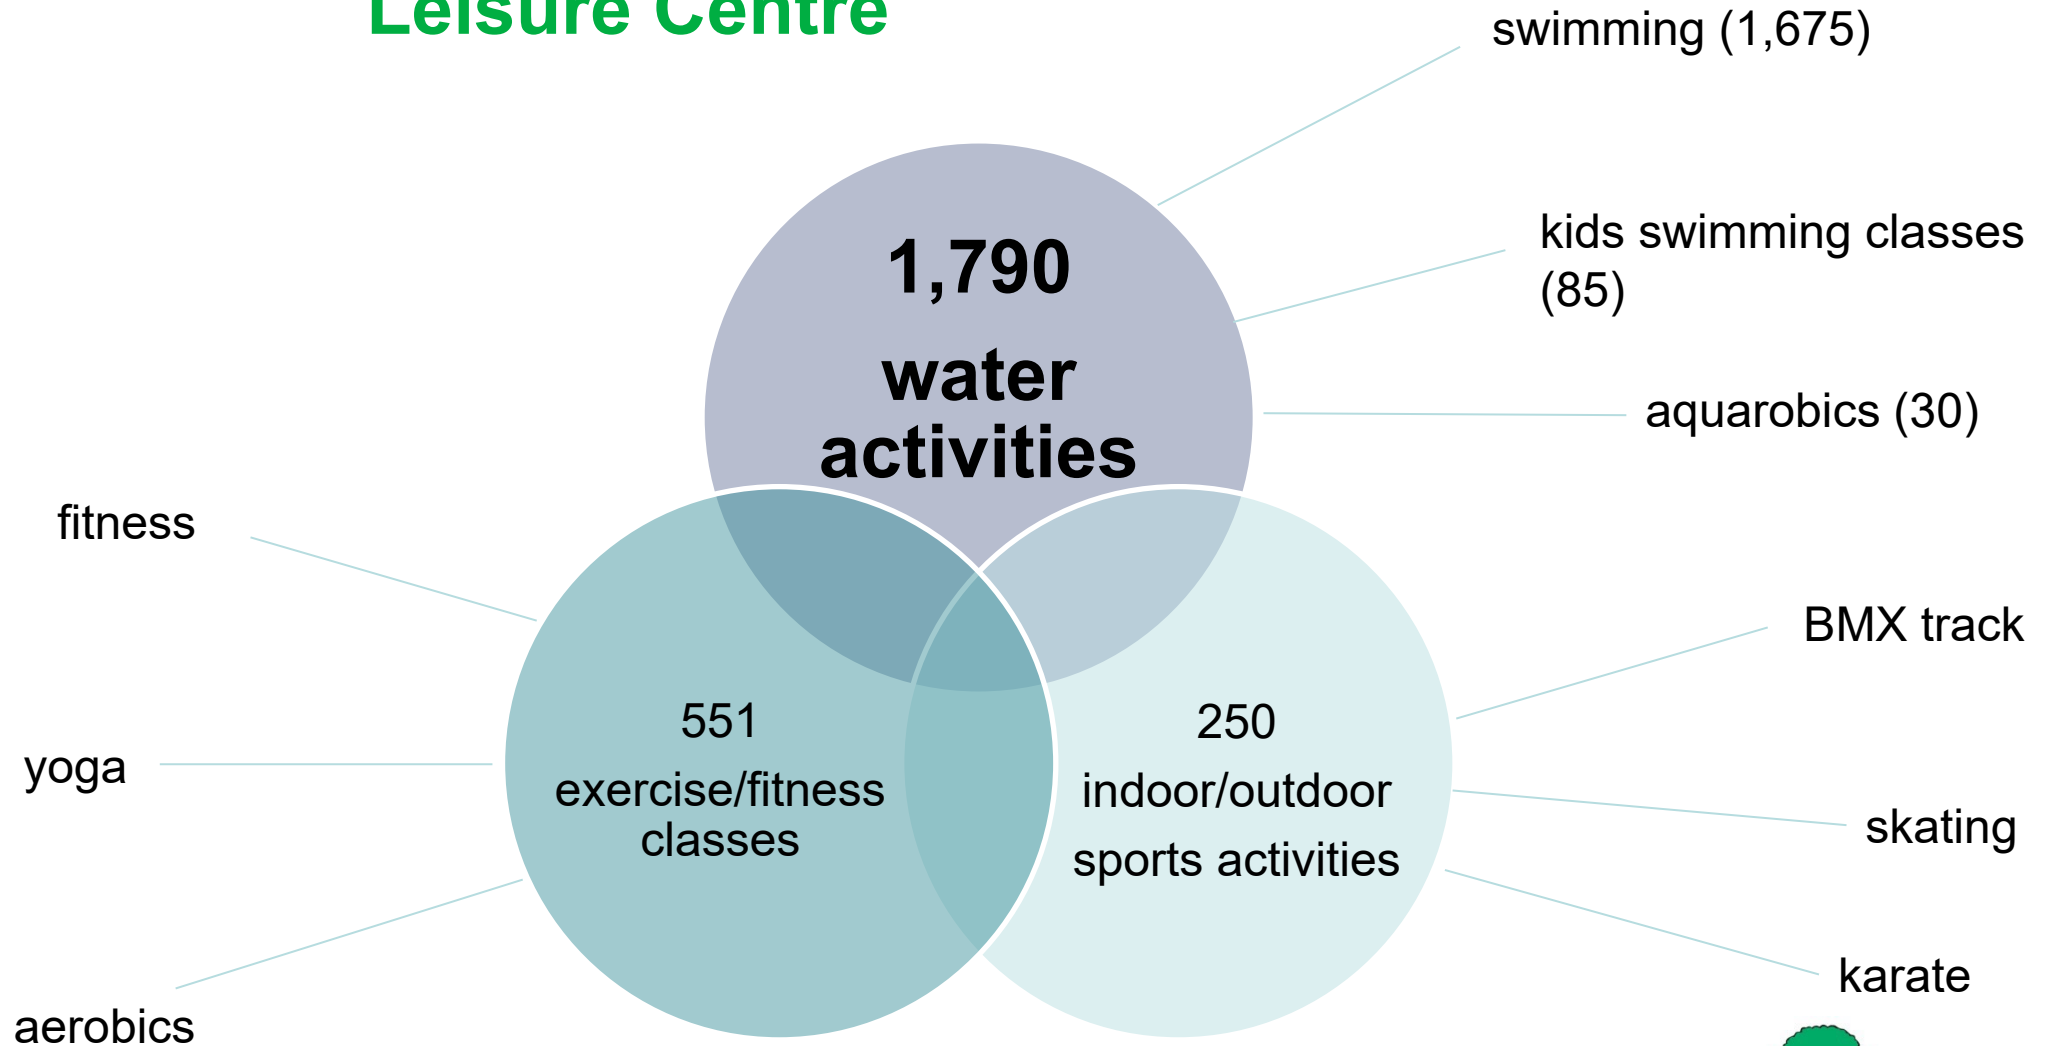 Leisure Centre
swimming (1,675)
kids swimming classes
(85)
aquarobics (30)
1,790
water
activities
fitness
yoga
aerobics
551
exercise/fitness
classes
250
indoor/outdoor
sports activities
BMX track
skating
karate